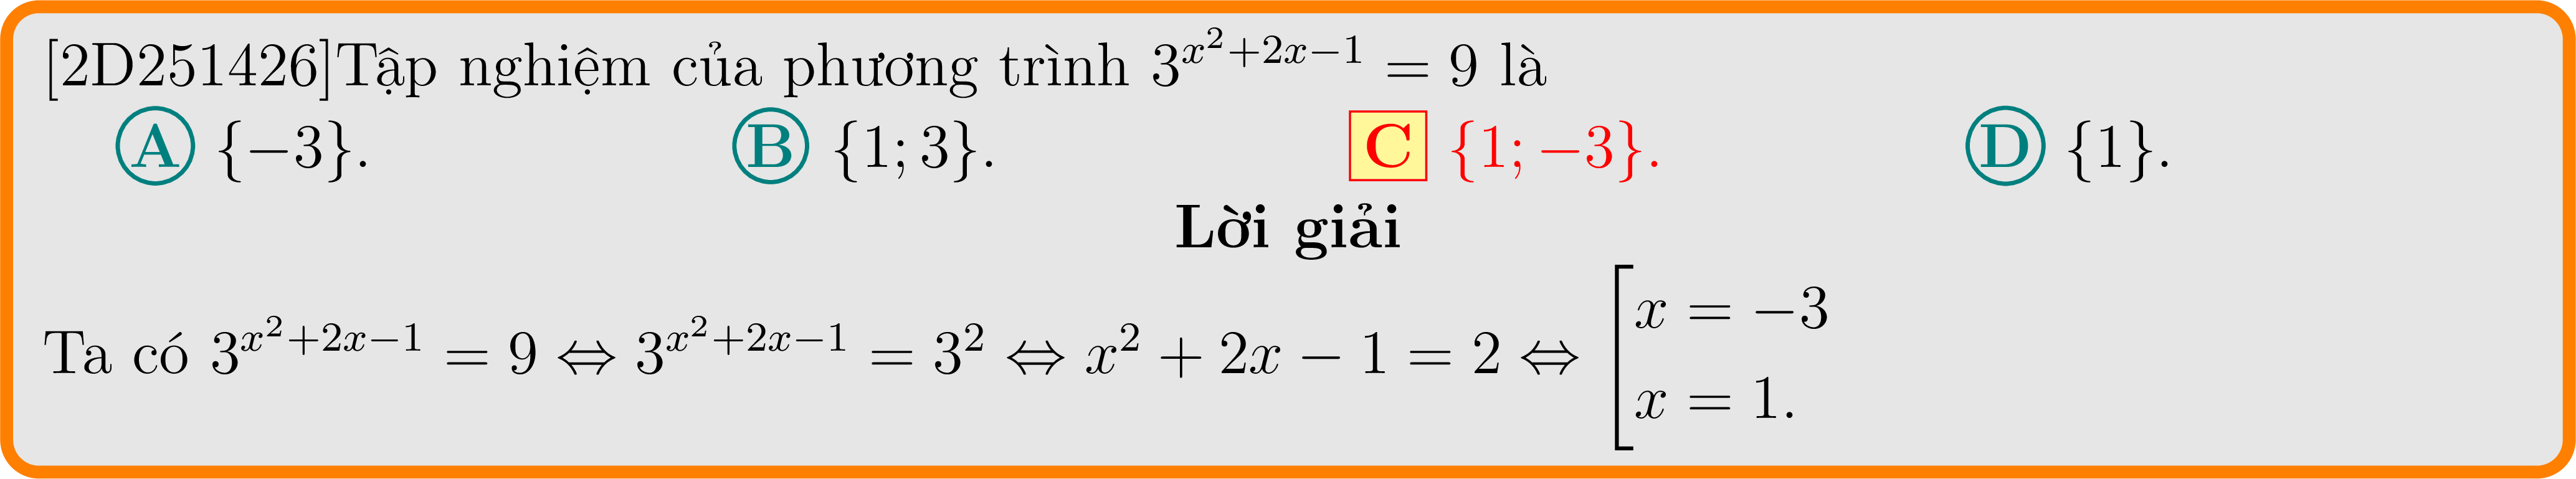 [2D251426]Tập nghiệm của phương trình $3^{x^2+2x-1} = 9$ là
A {−3}. B {1; 3}. C {1; −3}. D {1}.
Lời giải
Ta có $3^{x^2+2x-1} = 9 \Leftrightarrow 3^{x^2+2x-1} = 3^2 \Leftrightarrow x^2 + 2x - 1 = 2 \Leftrightarrow \left[\begin{array}{l} x = -3 \\ x = 1. \end{array}\right.$